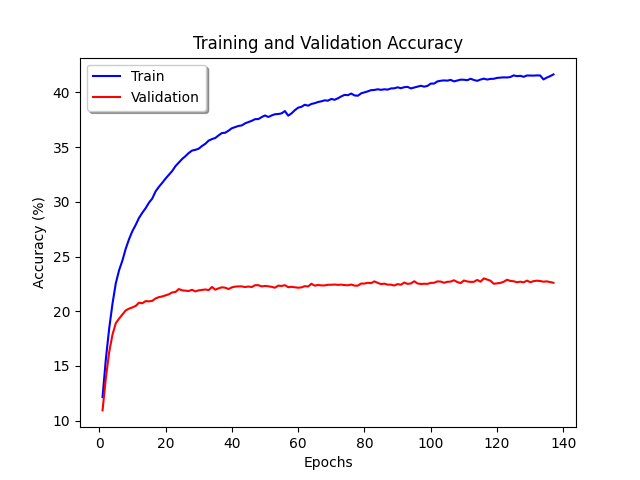 Training and Validation Accuracy
Train
Validation
Accuracy (%)
40
35
30
25
20
15
10
0 20 40 60 80 100 120 140
Epochs